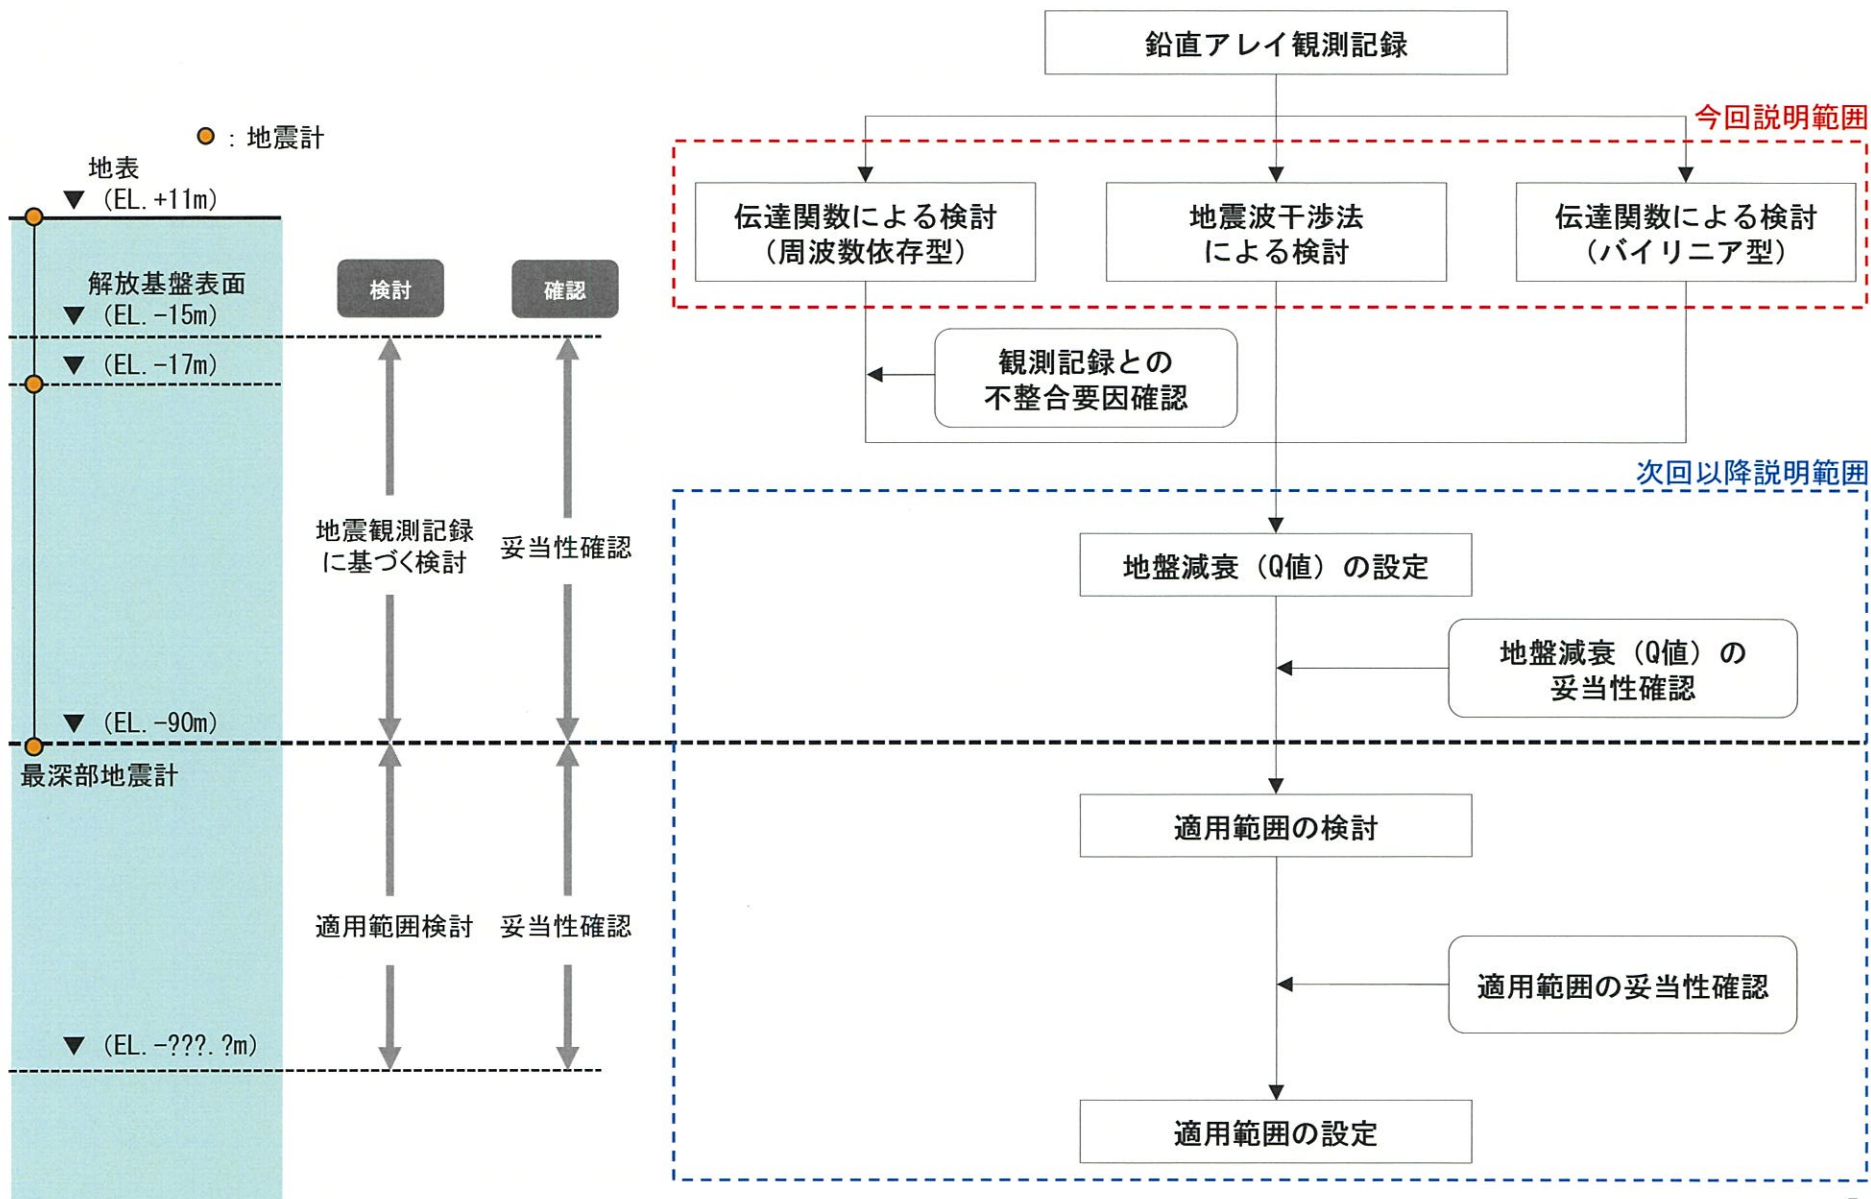 鉛直アレイ観測記録
今回説明範囲
：地震計
地表
▼ (EL.+11m)
伝達関数による検討
（周波数依存型）
地震波干渉法
による検討
伝達関数による検討
（バイリニア型）
解放基盤表面
▼ (EL.-15m)
検討
確認
▼ (EL.-17m)
観測記録との
不整合要因確認
次回以降説明範囲
地震観測記録
に基づく検討
妥当性確認
地盤減衰（Q値）の設定
地盤減衰（Q値）の
妥当性確認
▼ (EL.-90m)
最深部地震計
適用範囲の検討
適用範囲検討
妥当性確認
適用範囲の妥当性確認
▼ (EL.-???.?m)
適用範囲の設定